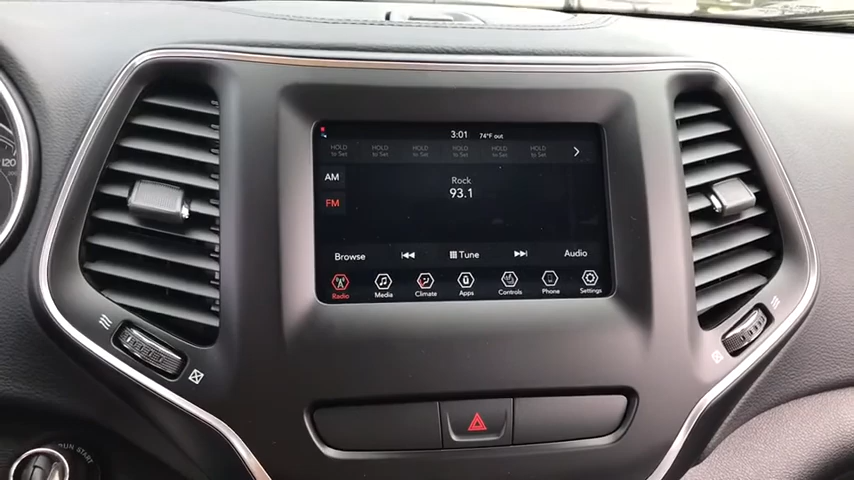 3:01 74°F out
HOLD to Set HOLD to Set HOLD to Set HOLD to Set HOLD to Set HOLD to Set
AM
Rock
93.1
FM
Browse Tune Audio
Radio Media Climate Apps Controls Phone Settings
120
RUN START